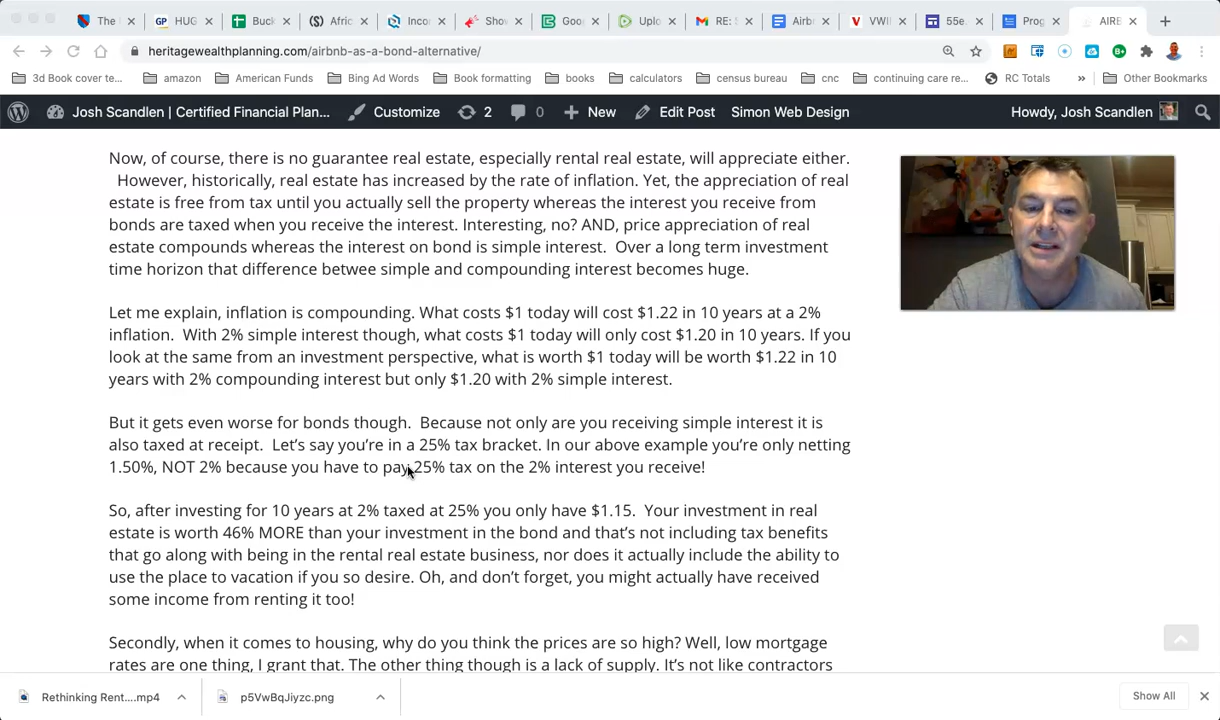 The
GP HUG
Buck
Afric
Incor
Show
Goo
Uplo
RE: S
Airb
VWII
55e.
Prog
AIRE
heritagewealthplanning.com/airbnb-as-a-bond-alternative/
3d Book cover te... amazon American Funds Bing Ad Words Book formatting books calculators census bureau cnc continuing care re... RC Totals » Other Bookmarks
Josh Scandlen | Certified Financial Plan... Customize 2 0 New Edit Post Simon Web Design Howdy, Josh Scandlen
Now, of course, there is no guarantee real estate, especially rental real estate, will appreciate either.
However, historically, real estate has increased by the rate of inflation. Yet, the appreciation of real
estate is free from tax until you actually sell the property whereas the interest you receive from
bonds are taxed when you receive the interest. Interesting, no? AND, price appreciation of real
estate compounds whereas the interest on bond is simple interest. Over a long term investment
time horizon that difference betwee simple and compounding interest becomes huge.
Let me explain, inflation is compounding. What costs $1 today will cost $1.22 in 10 years at a 2%
inflation. With 2% simple interest though, what costs $1 today will only cost $1.20 in 10 years. If you
look at the same from an investment perspective, what is worth $1 today will be worth $1.22 in 10
years with 2% compounding interest but only $1.20 with 2% simple interest.
But it gets even worse for bonds though. Because not only are you receiving simple interest it is
also taxed at receipt. Let's say you're in a 25% tax bracket. In our above example you're only netting
1.50%, NOT 2% because you have to pay 25% tax on the 2% interest you receive!
So, after investing for 10 years at 2% taxed at 25% you only have $1.15. Your investment in real
estate is worth 46% MORE than your investment in the bond and that's not including tax benefits
that go along with being in the rental real estate business, nor does it actually include the ability to
use the place to vacation if you so desire. Oh, and don't forget, you might actually have received
some income from renting it too!
Secondly, when it comes to housing, why do you think the prices are so high? Well, low mortgage
rates are one thing, I grant that. The other thing though is a lack of supply. It's not like contractors
Rethinking Rent....mp4 p5VwBqJiyzc.png Show All